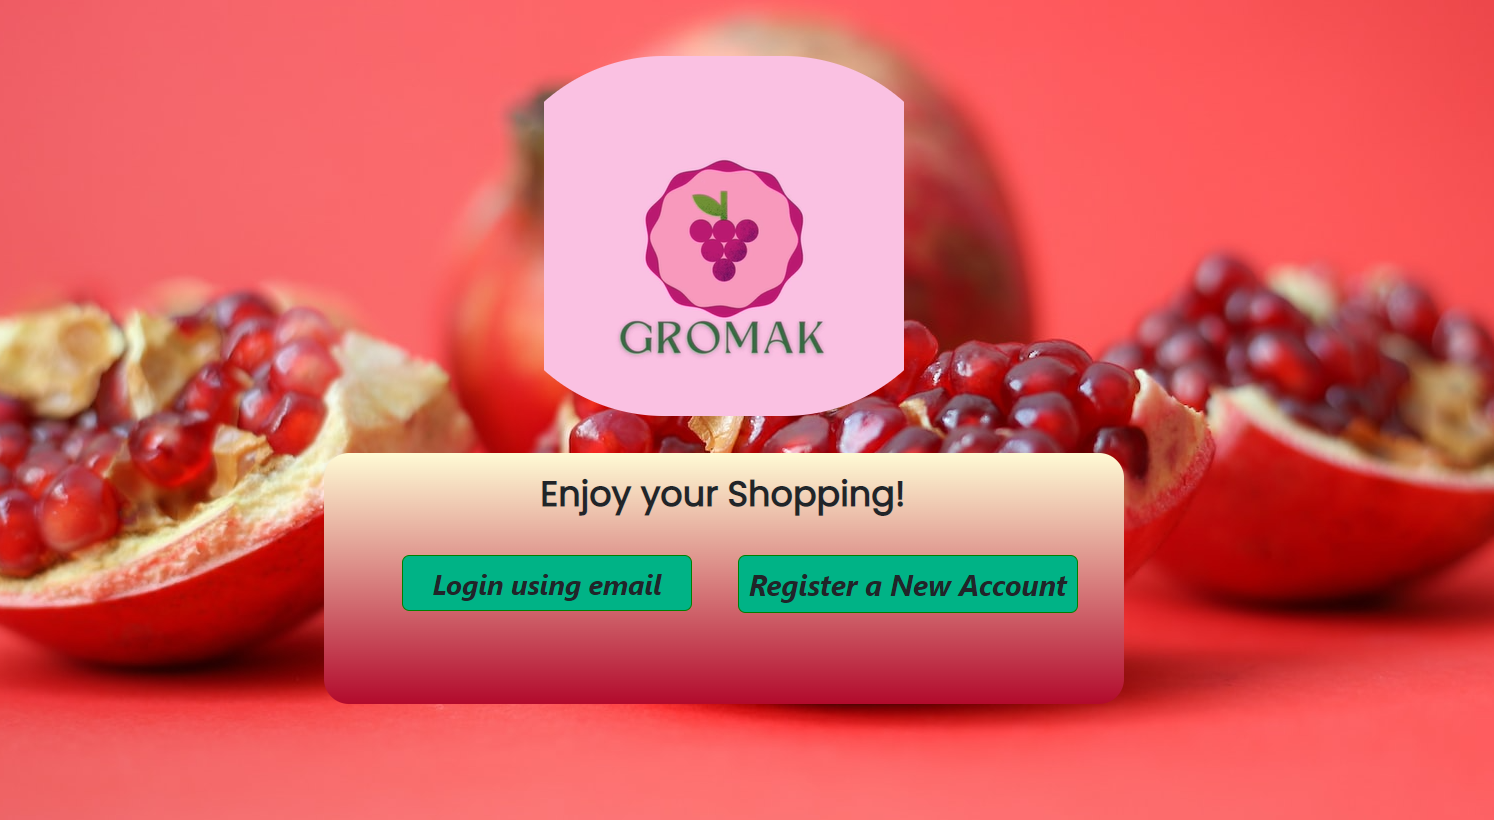 GROMAK
Enjoy your Shopping!
Login using email
Register a New Account